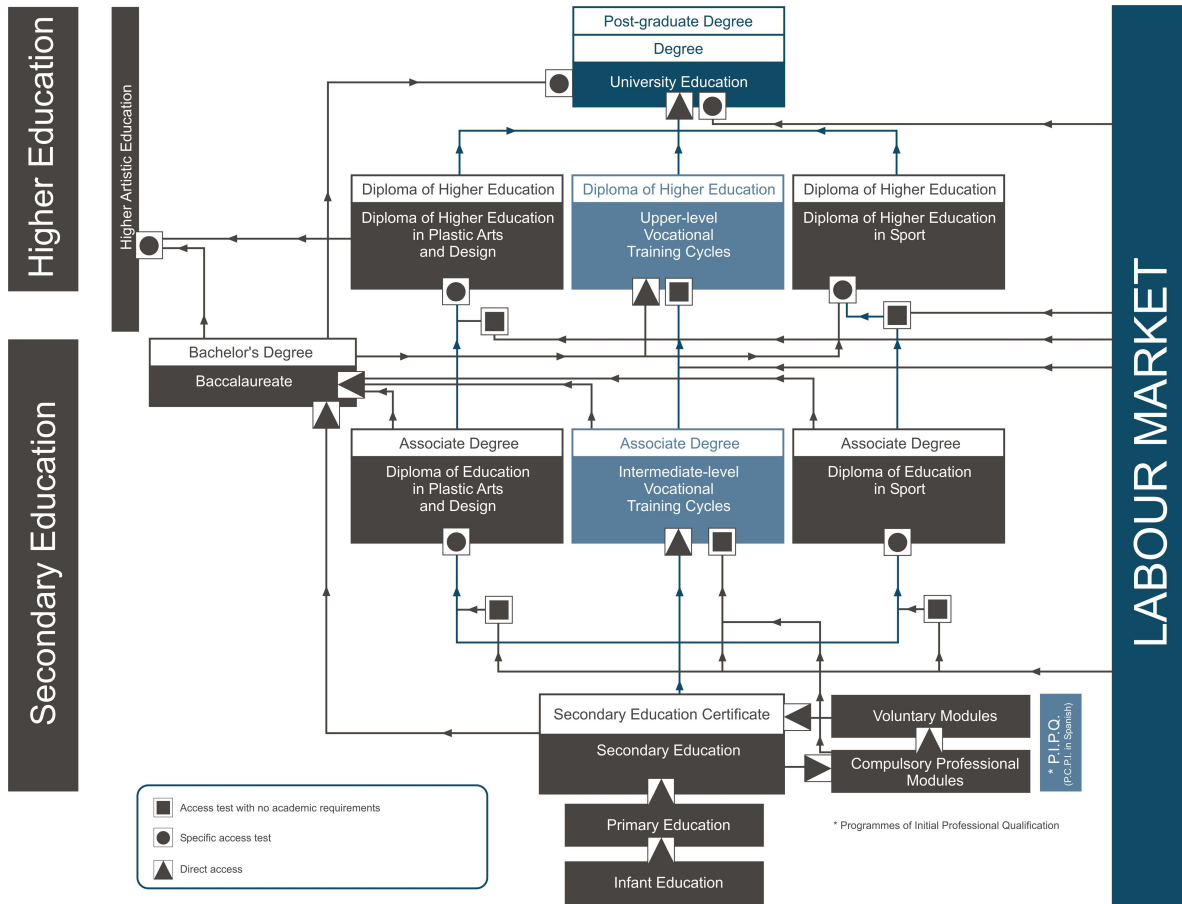 Higher Education
Secondary Education
Higher Artistic Education
Post-graduate Degree
Degree
University Education
Diploma of Higher Education
Diploma of Higher Education
in Plastic Arts
and Design
Diploma of Higher Education
Upper-level
Vocational
Training Cycles
Diploma of Higher Education
Diploma of Higher Education
in Sport
Bachelor's Degree
Baccalaureate
Associate Degree
Diploma of Education
in Plastic Arts
and Design
Associate Degree
Intermediate-level
Vocational
Training Cycles
Associate Degree
Diploma of Education
in Sport
LABOUR MARKET
Secondary Education Certificate
Secondary Education
Voluntary Modules
Compulsory Professional
Modules
* P.I.P.Q.
(P.C.P.I. in Spanish)
Primary Education
Infant Education
* Programmes of Initial Professional Qualification
Access test with no academic requirements
Specific access test
Direct access